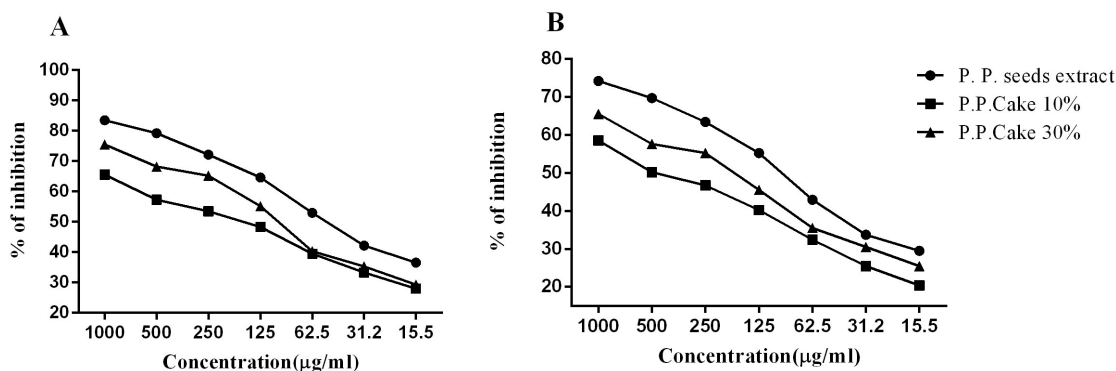 A
% of inhibition
100
90
80
70
60
50
40
30
20
1000 500 250 125 62.5 31.2 15.5
Concentration(µg/ml)
B
% of inhibition
80
70
60
50
40
30
20
1000 500 250 125 62.5 31.2 15.5
Concentration(µg/ml)
P. P. seeds extract
P.P.Cake 10%
P.P.Cake 30%